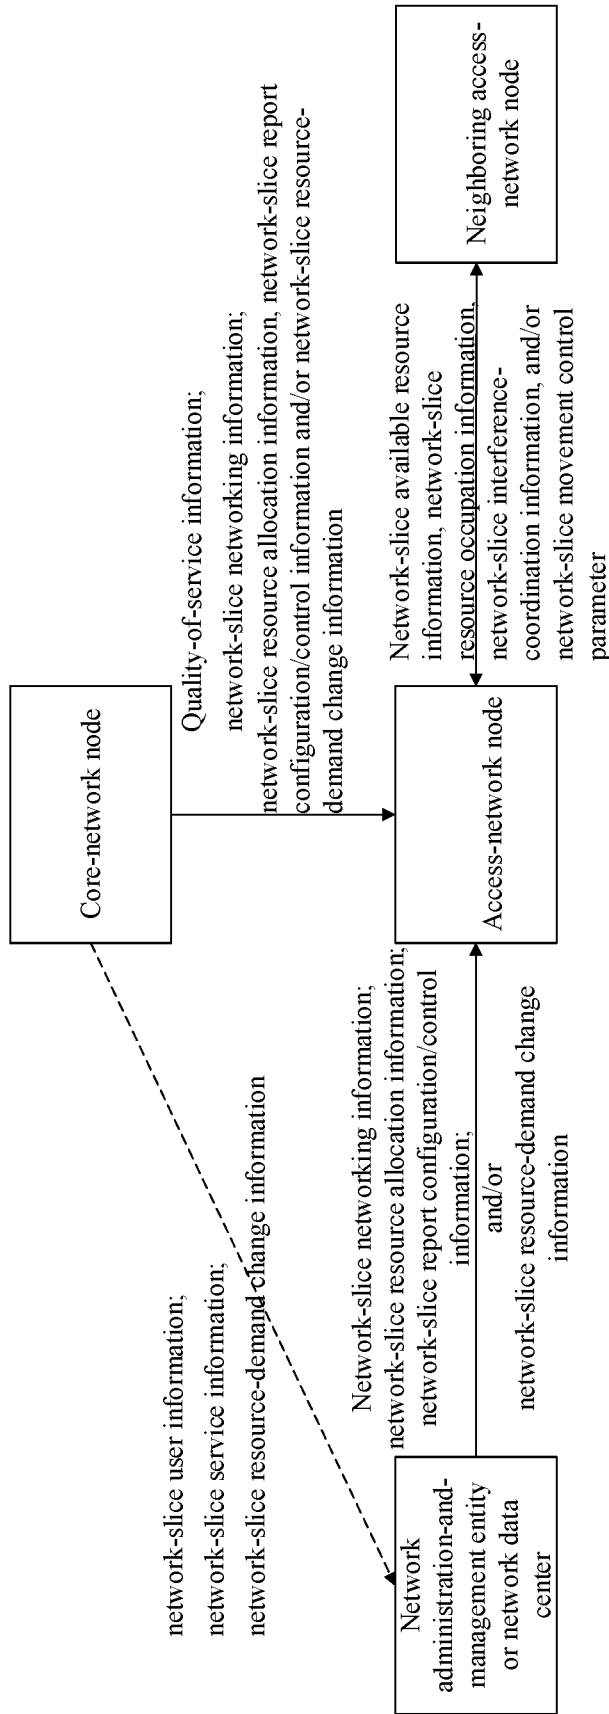 Core-network node
Quality-of-service information;
network-slice networking information;
network-slice resource allocation information, network-slice report
configuration/control information and/or network-slice resource-
demand change information
network-slice user information;
network-slice service information;
network-slice resource-demand change information
Network
administration-and-
management entity
or network data
center
Network-slice networking information;
network-slice resource allocation information;
network-slice report configuration/control
information;
and/or
network-slice resource-demand change
information
Access-network node
Network-slice available resource
information, network-slice
resource occupation information,
network-slice interference-
coordination information, and/or
network-slice movement control
parameter
Neighboring access-
network node